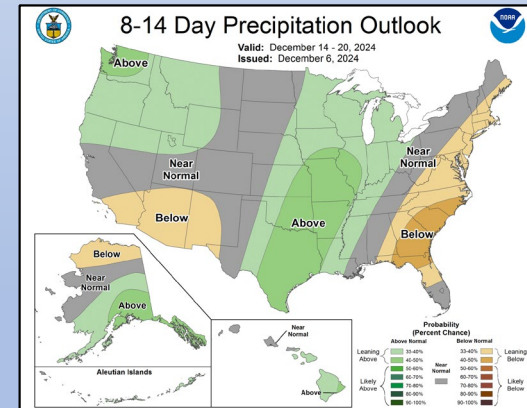 8-14 Day Precipitation Outlook
Valid: December 14 - 20, 2024
Issued: December 6, 2024
NOAA
Above
Near
Normal
Near
Normal
Below
Above
Below
Below
Near
Normal
Above
Aleutian Islands
Near
Normal
Above
Probability
(Percent Chance)
Above Normal
Below Normal
Leaning
Above
33-40%
40-50%
33-40%
40-50%
Leaning
Below
Likely
Above
50-60%
60-70%
70-80%
80-90%
90-100%
Near
Normal
50-60%
60-70%
70-80%
80-90%
90-100%
Likely
Below